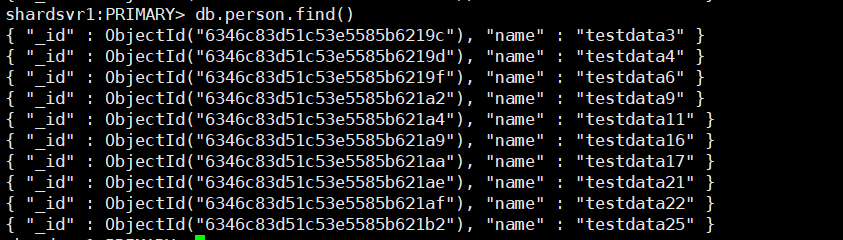 shardsvr1:PRIMARY> db.person.find()
{ "_id" : ObjectId("6346c83d51c53e5585b6219c"), "name" : "testdata3" }
{ "_id" : ObjectId("6346c83d51c53e5585b6219d"), "name" : "testdata4" }
{ "_id" : ObjectId("6346c83d51c53e5585b6219f"), "name" : "testdata6" }
{ "_id" : ObjectId("6346c83d51c53e5585b621a2"), "name" : "testdata9" }
{ "_id" : ObjectId("6346c83d51c53e5585b621a4"), "name" : "testdata11" }
{ "_id" : ObjectId("6346c83d51c53e5585b621a9"), "name" : "testdata16" }
{ "_id" : ObjectId("6346c83d51c53e5585b621aa"), "name" : "testdata17" }
{ "_id" : ObjectId("6346c83d51c53e5585b621ae"), "name" : "testdata21" }
{ "_id" : ObjectId("6346c83d51c53e5585b621af"), "name" : "testdata22" }
{ "_id" : ObjectId("6346c83d51c53e5585b621b2"), "name" : "testdata25" }